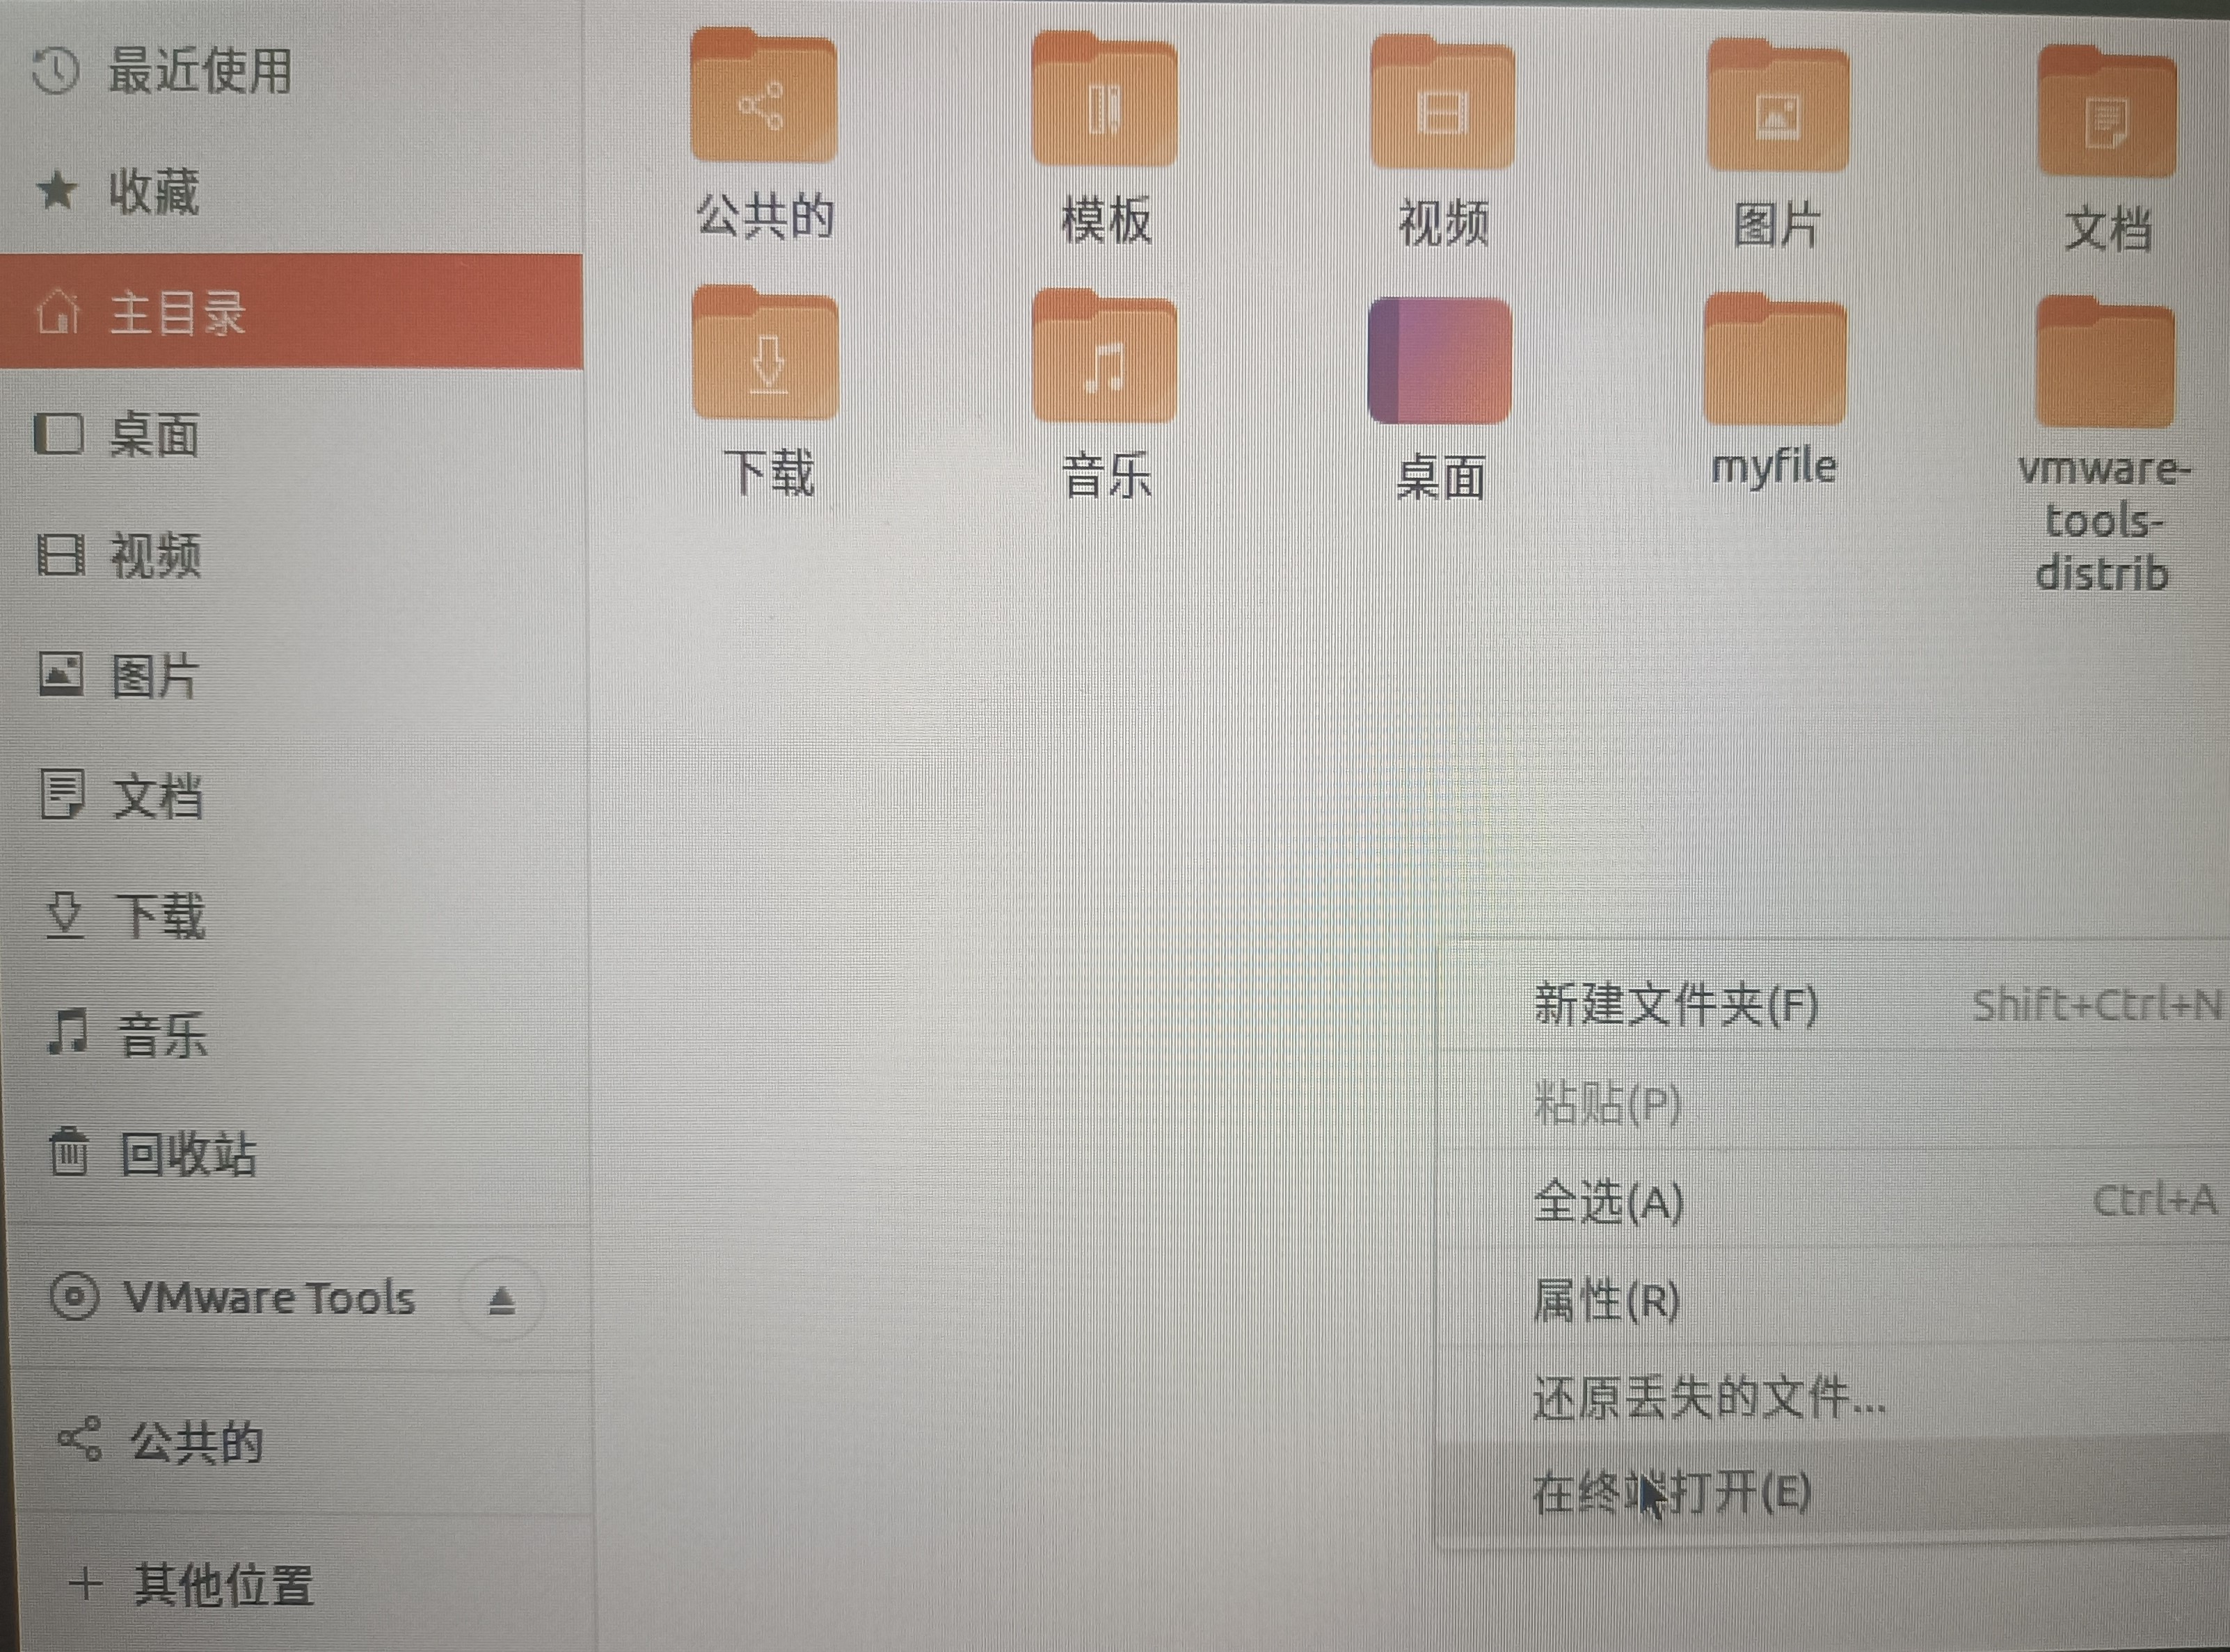 最近使用
收藏
主目录
桌面
视频
图片
文档
下载
音乐
回收站
VMware Tools
公共的
其他位置
公共的
模板
视频
图片
文档
下载
音乐
桌面
myfile
vmware-
tools-
distrib
新建文件夹(F) Shift+Ctrl+N
粘贴(P)
全选(A) Ctrl+A
属性(R)
还原丢失的文件...
在终端打开(E)